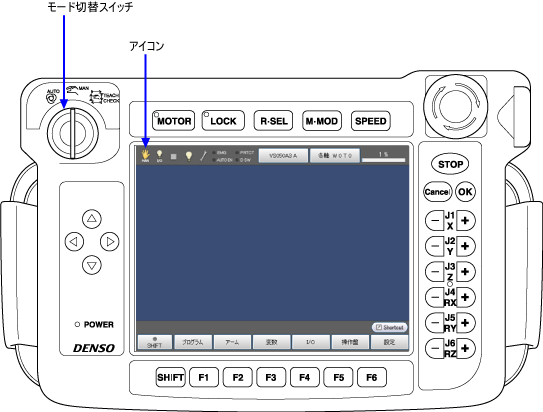 モード切替スイッチ
アイコン
AUTO
MAN
TEACH
CHECK
MOTOR
LOCK
R-SEL
M-MOD
SPEED
VS050A3 A
各軸 W 0 T 0
1 %
STOP
Cancel
OK
J1
X
J2
Y
J3
Z
J4
RX
J5
RY
J6
RZ
POWER
DENSO
Shortcut
SHIFT
プログラム
アーム
変数
I/O
操作盤
設定
SHIFT
F1
F2
F3
F4
F5
F6